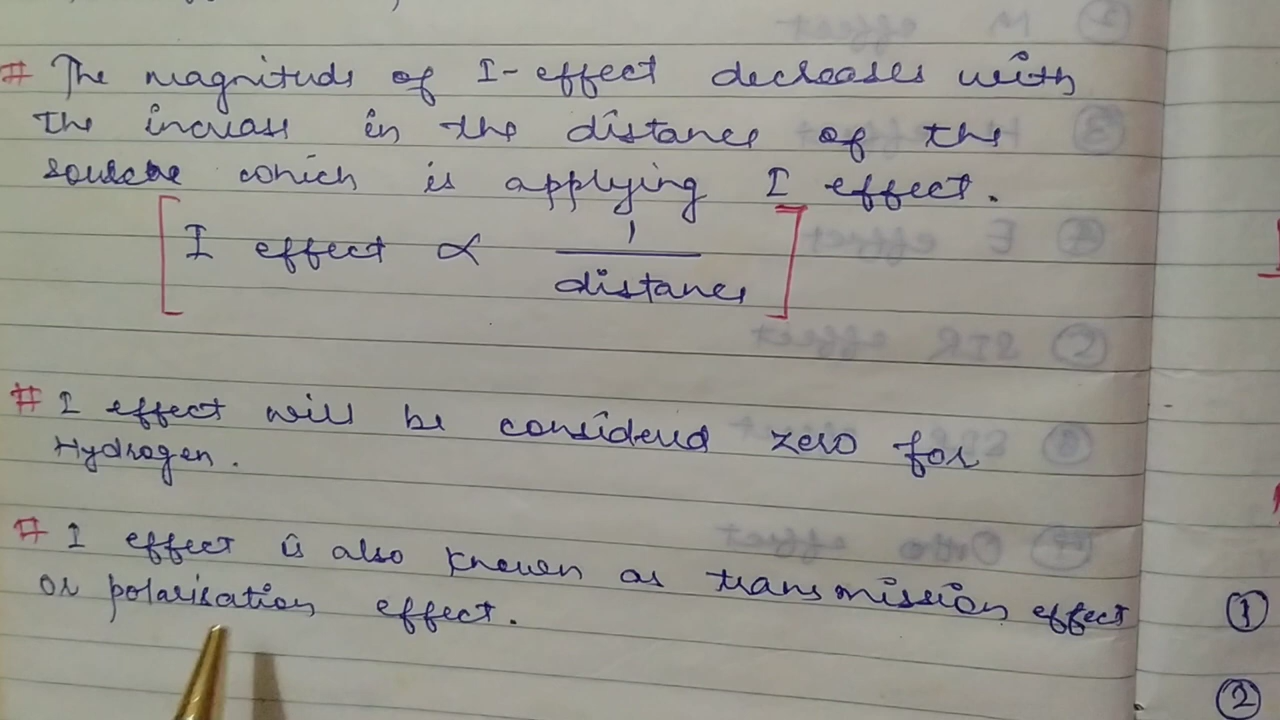 # The magnitude of I-effect decreases with
the increase in the distance of the
source which is applying I effect.
[I effect ∝ 1/distance]
# I effect will be considered zero for
Hydrogen.
# I effect is also known as transmission effect
or polarisation effect.
①
②